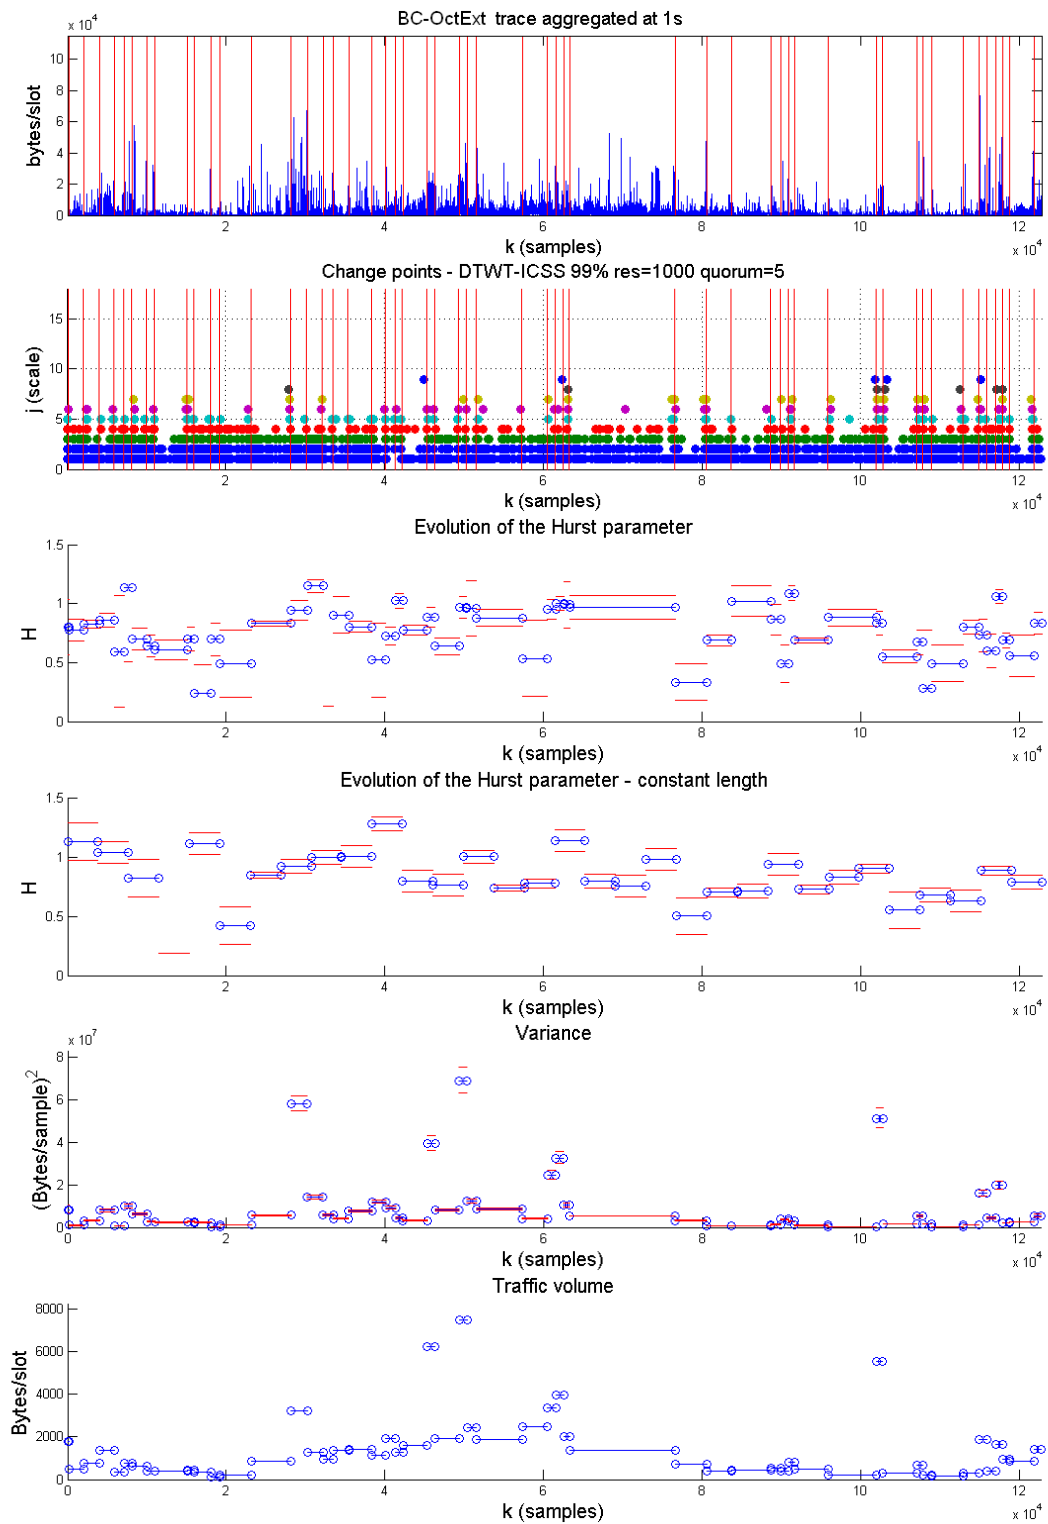 BC-OctExt trace aggregated at 1s
x 10^4
bytes/slot
10
8
6
4
2
0
2 4 6 8 10 12
k (samples)
x 10^4
Change points - DTWT-ICSS 99% res=1000 quorum=5
j (scale)
15
10
5
0
2 4 6 8 10 12
k (samples)
x 10^4
Evolution of the Hurst parameter
H
1.5
1
0.5
0
0 2 4 6 8 10 12
k (samples)
x 10^4
Evolution of the Hurst parameter - constant length
H
1.5
1
0.5
0
2 4 6 8 10 12
k (samples)
x 10^4
Variance
x 10^7
(Bytes/sample)^2
8
6
4
2
0
0 2 4 6 8 10 12
k (samples)
x 10^4
Traffic volume
Bytes/slot
8000
6000
4000
2000
0
0 2 4 6 8 10 12
k (samples)
x 10^4